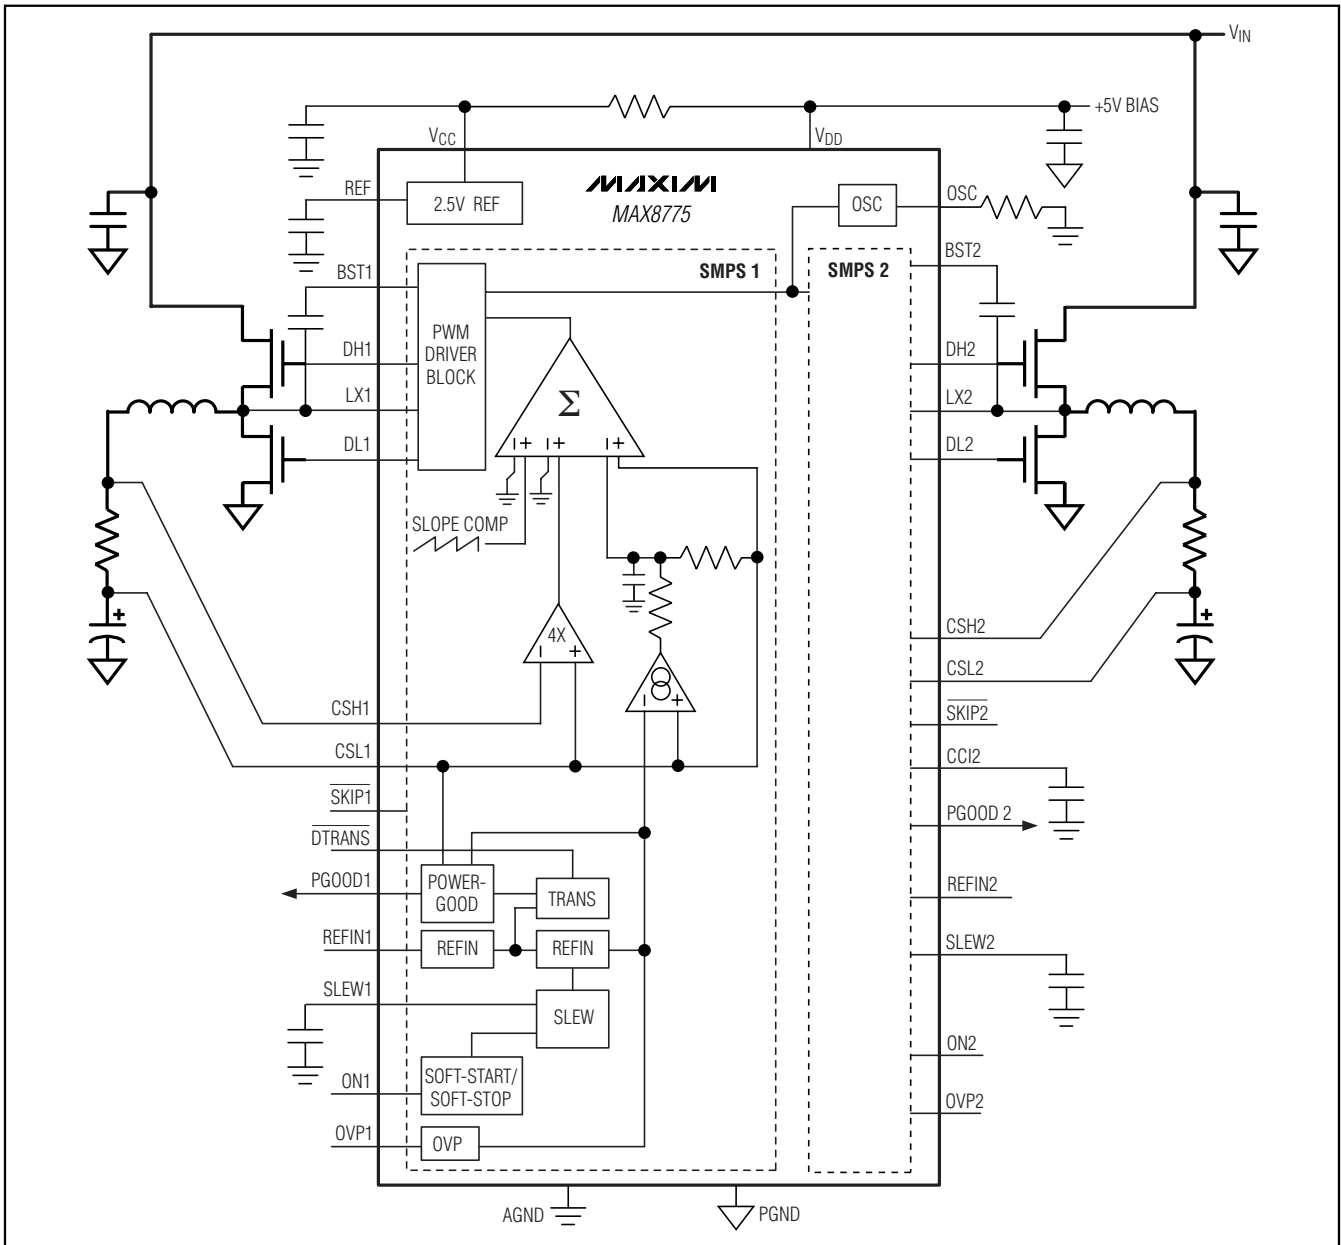 VIN
+5V BIAS
VCC
VDD
MAXIM
MAX8775
REF
2.5V REF
OSC
OSC
BST1
SMPS 1
SMPS 2
BST2
PWM
DRIVER
BLOCK
DH1
DH2
LX1
Σ
LX2
DL1
DL2
− + − + − +
SLOPE COMP
+
+
4X
− +
− +
CSH1
CSH2
CSL1
CSL2
SKIP1
SKIP2
CCI2
DTRANS
PGOOD 2
PGOOD1
POWER-
GOOD
TRANS
REFIN2
REFIN1
REFIN
REFIN
SLEW2
SLEW1
SLEW
ON1
SOFT-START/
SOFT-STOP
ON2
OVP1
OVP
OVP2
AGND
PGND